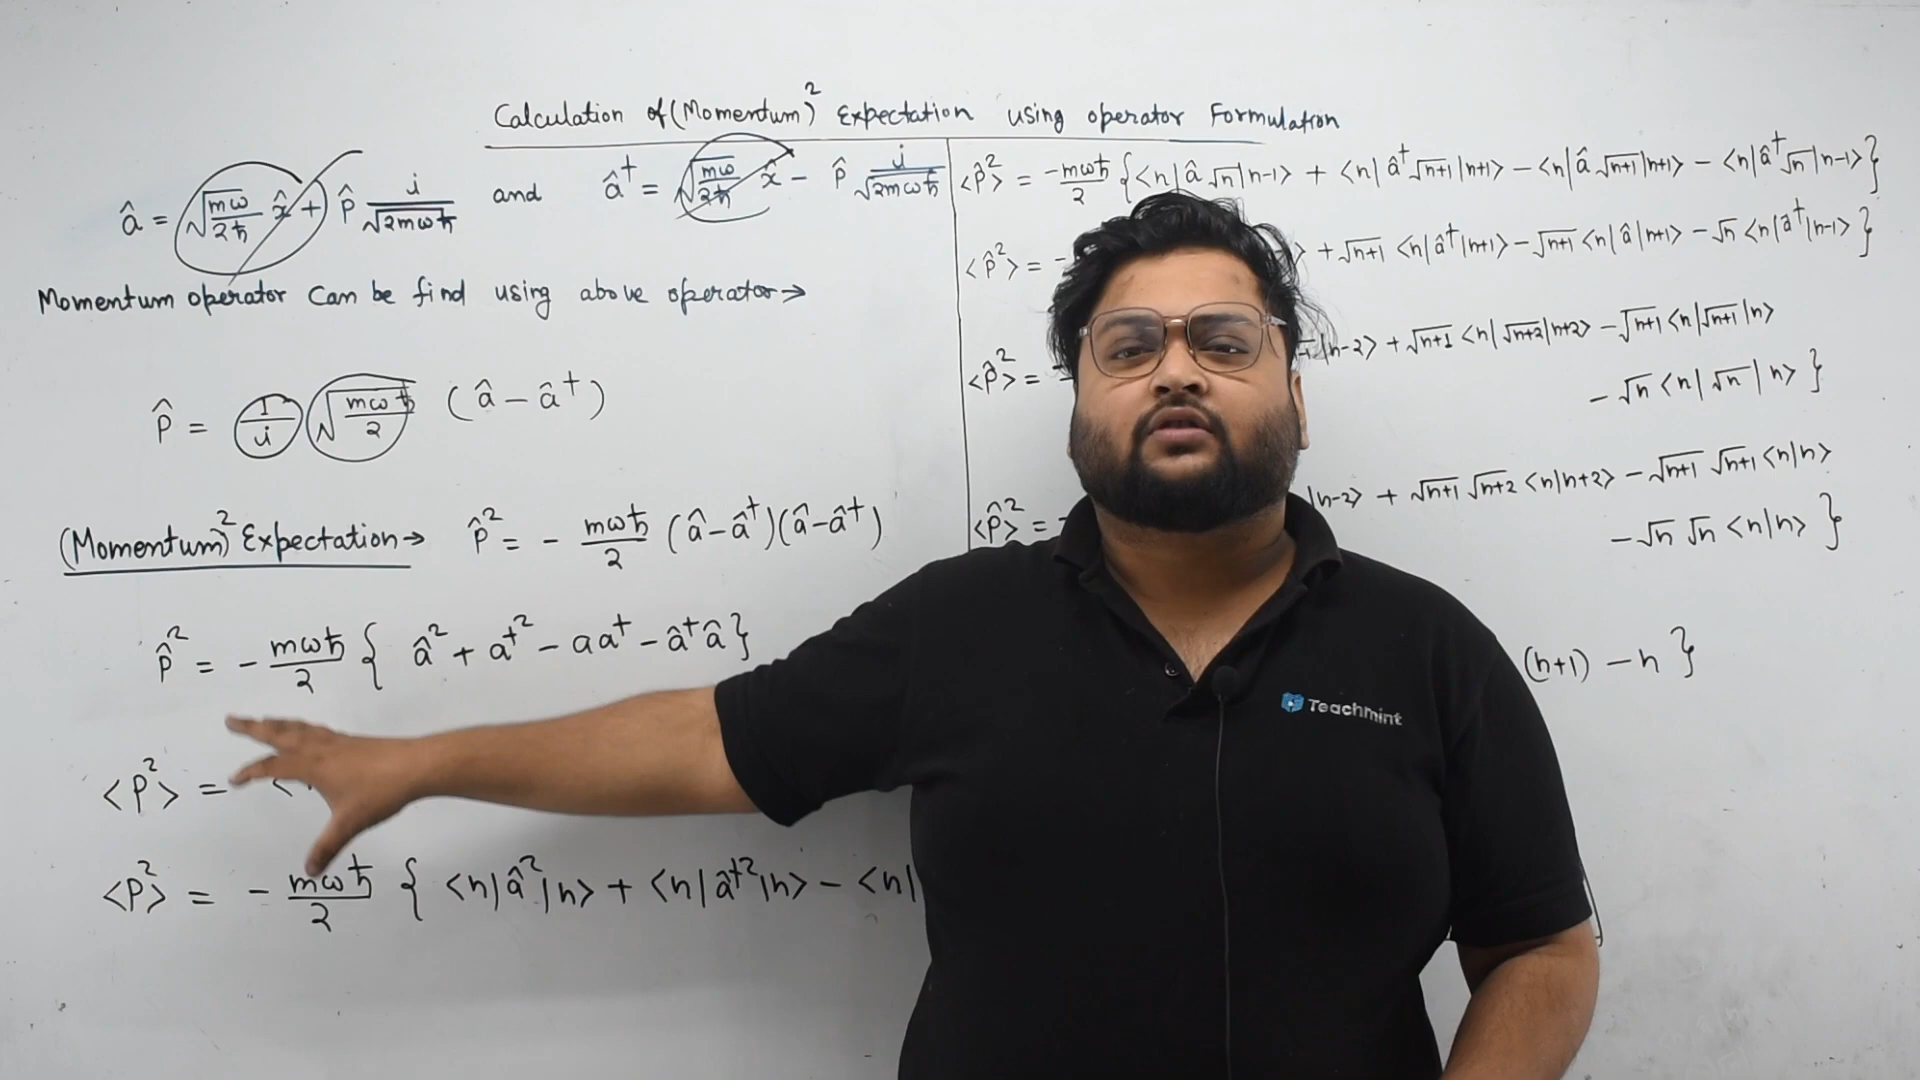 Calculation of (Momentum)² Expectation using operator Formulation
â = √(mω/2ħ) x̂ + p̂ i/√(2mωħ) and â† = √(mω/2ħ) x̂ − p̂ i/√(2mωħ)
Momentum operator Can be find using above operator→
p̂ = (1/i) √(mωħ/2) (â − â†)
(Momentum)² Expectation→ p̂² = − mωħ/2 (â−â†)(â−â†)
p̂² = − mωħ/2 { â² + a†² − aa† − â†â }
<p²> =
<p²> = − mωħ/2 { <n|â²|n> + <n|â†²|n> − <n|
<p̂²> = −mωħ/2 { <n|â √n|n−1> + <n|â† √n+1|n+1> − <n|â √n+1|n+1> − <n|â† √n|n−1> }
<p̂²> = − + √n+1 <n|â†|n+1> − √n+1 <n|â|n+1> − √n <n|â†|n−1> }
<p̂²> = − |n−2> + √n+1 <n|√n+2|n+2> − √n+1 <n|√n+1|n>
− √n <n|√n|n> }
<p̂²> = − |n−2> + √n+1 √n+2 <n|n+2> − √n+1 √n+1 <n|n>
− √n √n <n|n> }
(n+1) − n }
Teachmint